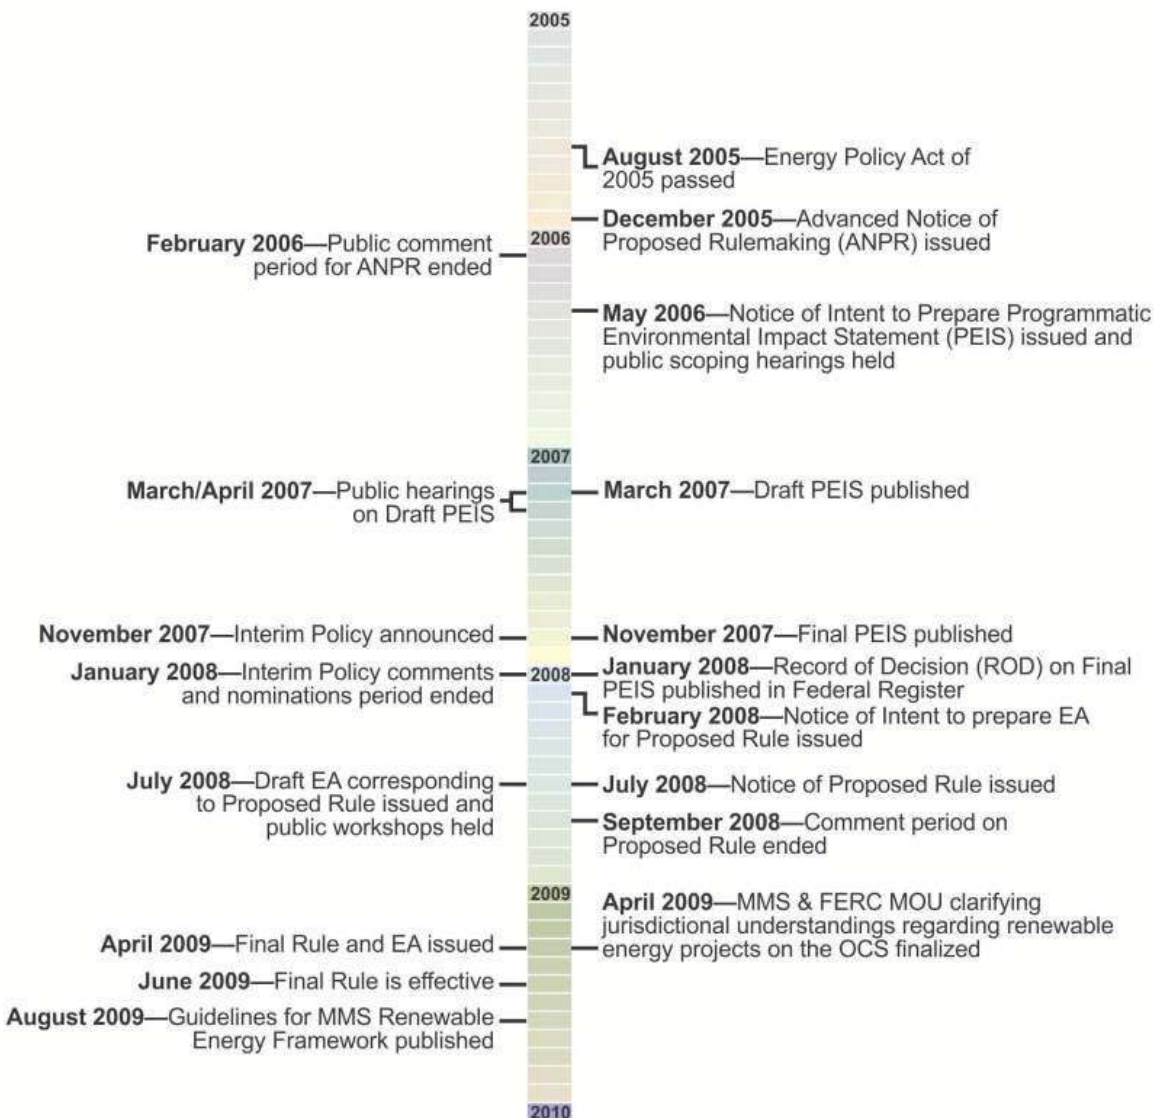 2005
August 2005—Energy Policy Act of
2005 passed
December 2005—Advanced Notice of
Proposed Rulemaking (ANPR) issued
2006
February 2006—Public comment
period for ANPR ended
May 2006—Notice of Intent to Prepare Programmatic
Environmental Impact Statement (PEIS) issued and
public scoping hearings held
2007
March/April 2007—Public hearings
on Draft PEIS
March 2007—Draft PEIS published
November 2007—Interim Policy announced
November 2007—Final PEIS published
January 2008—Interim Policy comments
and nominations period ended
2008
January 2008—Record of Decision (ROD) on Final
PEIS published in Federal Register
February 2008—Notice of Intent to prepare EA
for Proposed Rule issued
July 2008—Draft EA corresponding
to Proposed Rule issued and
public workshops held
July 2008—Notice of Proposed Rule issued
September 2008—Comment period on
Proposed Rule ended
2009
April 2009—MMS & FERC MOU clarifying
jurisdictional understandings regarding renewable
energy projects on the OCS finalized
April 2009—Final Rule and EA issued
June 2009—Final Rule is effective
August 2009—Guidelines for MMS Renewable
Energy Framework published
2010